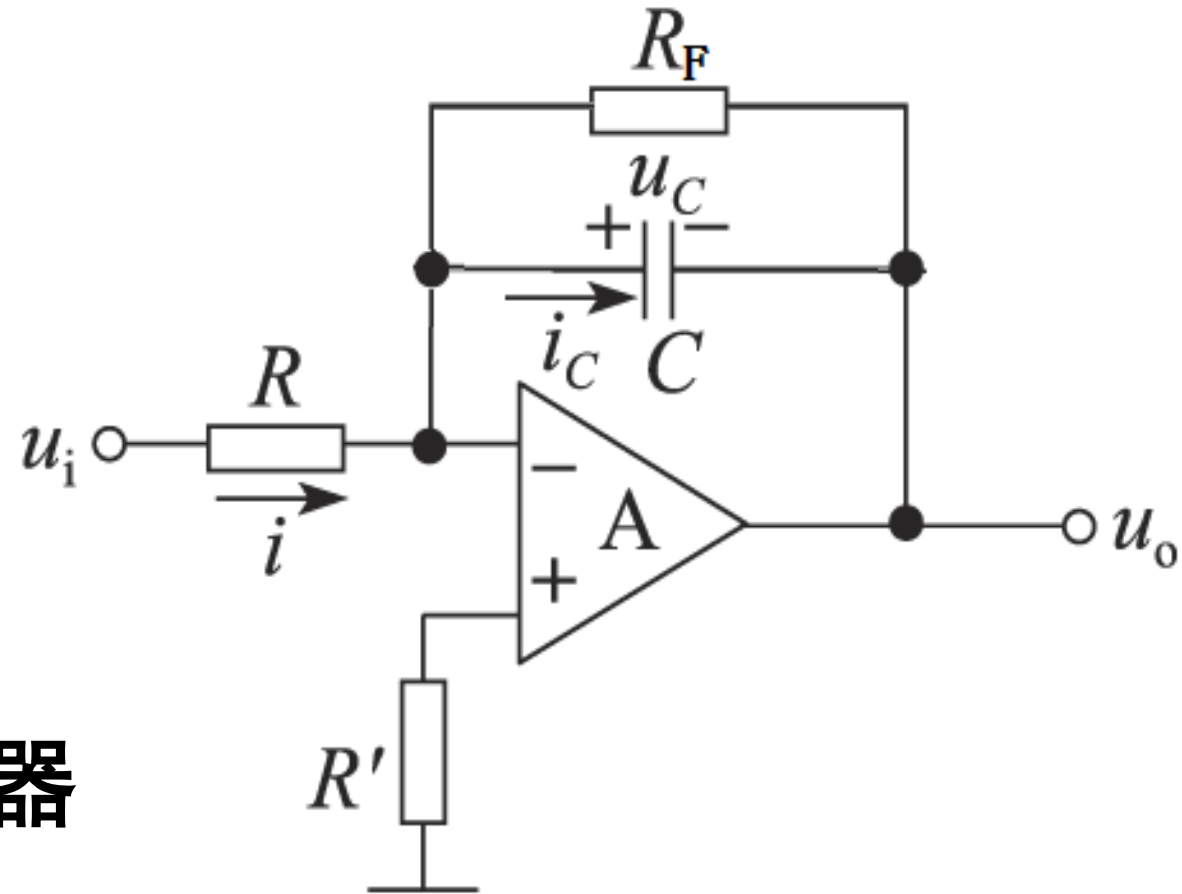 R_F
u_C
+ −
i_C C
R
u_i
−
A
u_o
i
+
R′
器